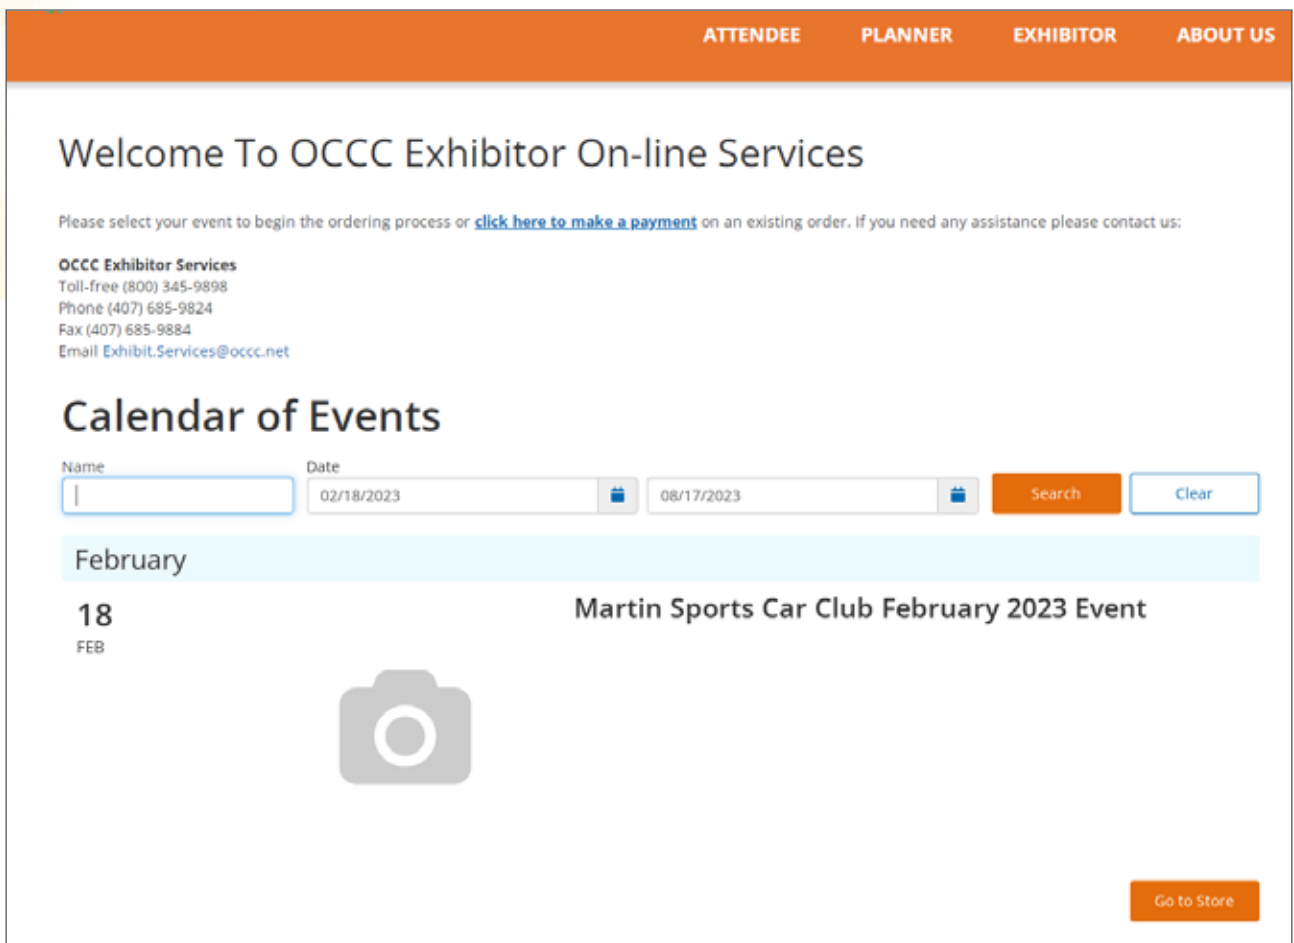 ATTENDEE PLANNER EXHIBITOR ABOUT US
Welcome To OCCC Exhibitor On-line Services
Please select your event to begin the ordering process or click here to make a payment on an existing order. If you need any assistance please contact us:
OCCC Exhibitor Services
Toll-free (800) 345-9898
Phone (407) 685-9824
Fax (407) 685-9884
Email Exhibit.Services@occc.net
Calendar of Events
Name Date
02/18/2023 08/17/2023 Search Clear
February
18 Martin Sports Car Club February 2023 Event
FEB
Go to Store